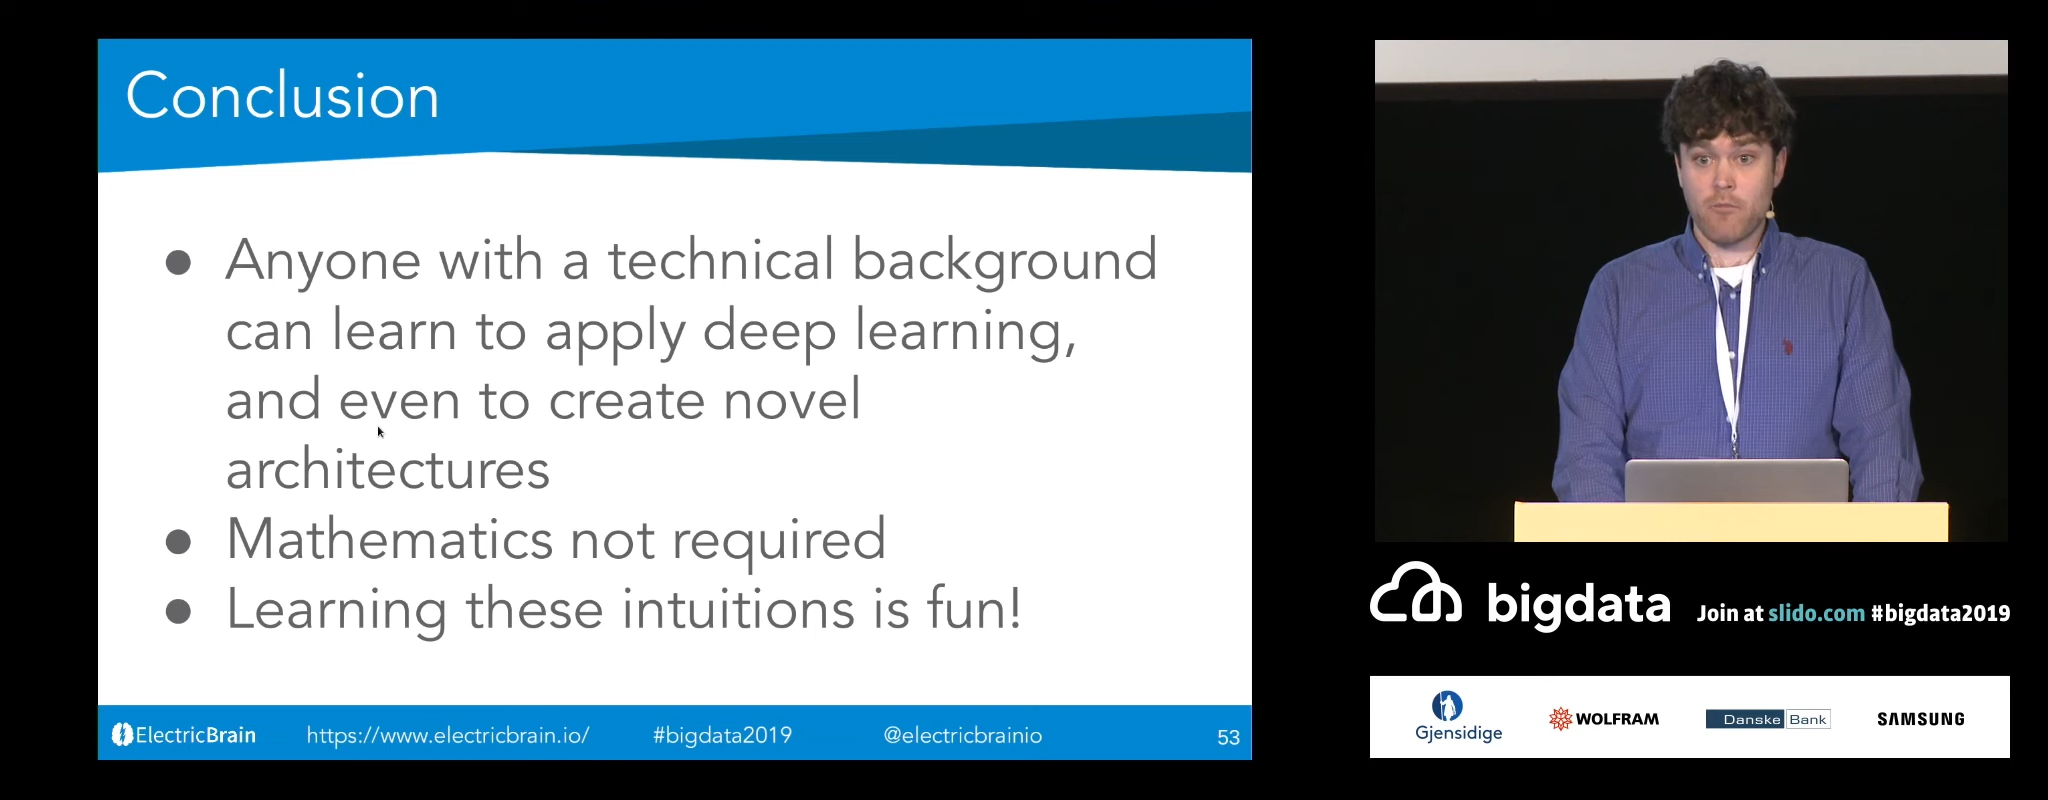 Conclusion
● Anyone with a technical background
can learn to apply deep learning,
and even to create novel
architectures
● Mathematics not required
● Learning these intuitions is fun!
ElectricBrain https://www.electricbrain.io/ #bigdata2019 @electricbrainio 53
bigdata Join at slido.com #bigdata2019
Gjensidige WOLFRAM Danske Bank SAMSUNG